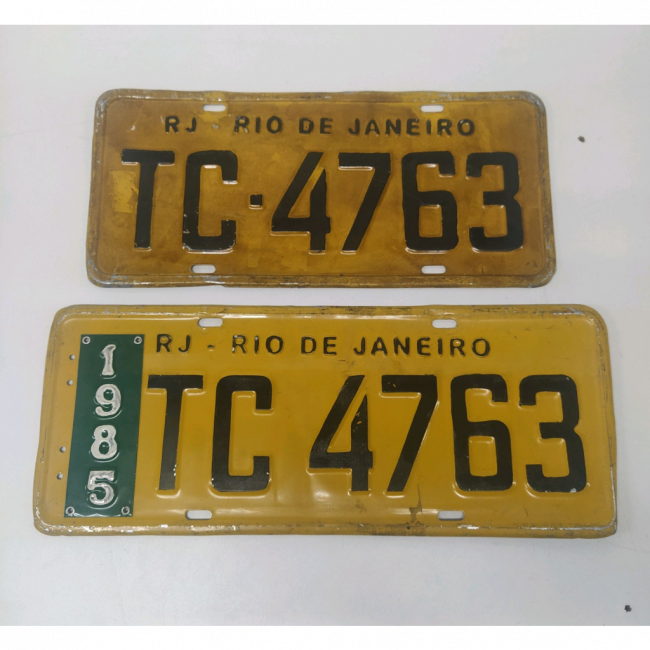 RJ - RIO DE JANEIRO
TC·4763
RJ - RIO DE JANEIRO
1985
TC 4763